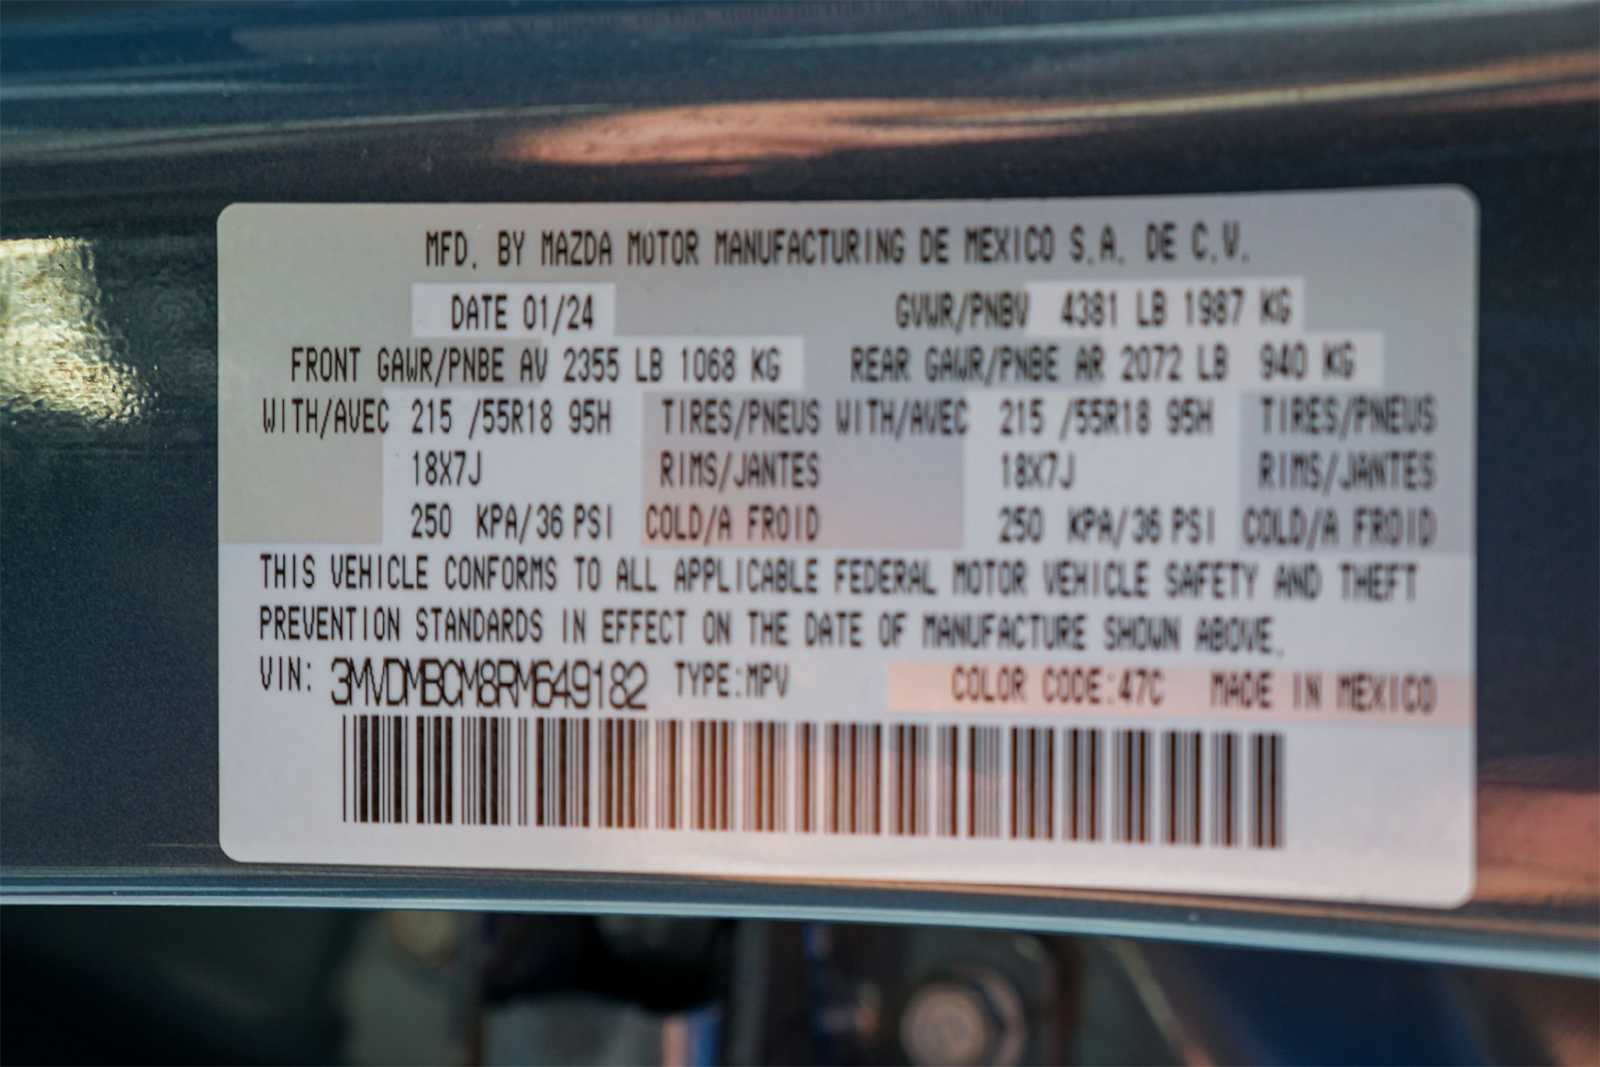 MFD. BY MAZDA MOTOR MANUFACTURING DE MEXICO S.A. DE C.V.
DATE 01/24 GVWR/PNBV 4381 LB 1987 KG
FRONT GAWR/PNBE AV 2355 LB 1068 KG REAR GAWR/PNBE AR 2072 LB 940 KG
WITH/AVEC 215 /55R18 95H TIRES/PNEUS WITH/AVEC 215 /55R18 95H TIRES/PNEUS
18X7J RIMS/JANTES 18X7J RIMS/JANTES
250 KPA/36 PSI COLD/A FROID 250 KPA/36 PSI COLD/A FROID
THIS VEHICLE CONFORMS TO ALL APPLICABLE FEDERAL MOTOR VEHICLE SAFETY AND THEFT
PREVENTION STANDARDS IN EFFECT ON THE DATE OF MANUFACTURE SHOWN ABOVE.
VIN: 3MVDMBCM8RM649182 TYPE:MPV COLOR CODE:47C MADE IN MEXICO